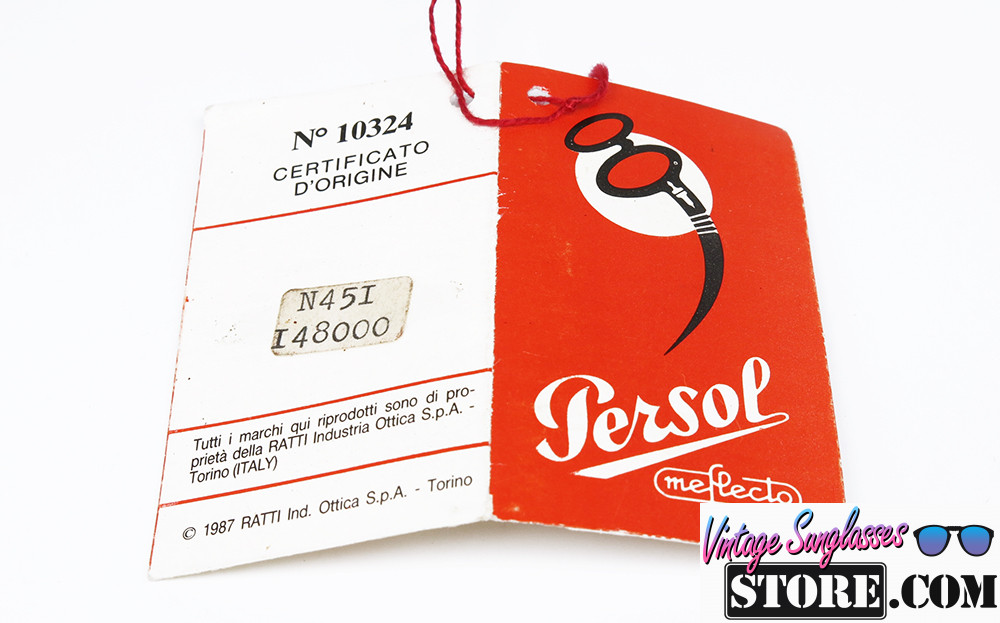 Nº 10324
CERTIFICATO
D'ORIGINE
N45I
I48000
Tutti i marchi qui riprodotti sono di pro-
prietà della RATTI Industria Ottica S.p.A. -
Torino (ITALY)
© 1987 RATTI Ind. Ottica S.p.A. - Torino
Persol
meflecto
Vintage Sunglasses
STORE.COM